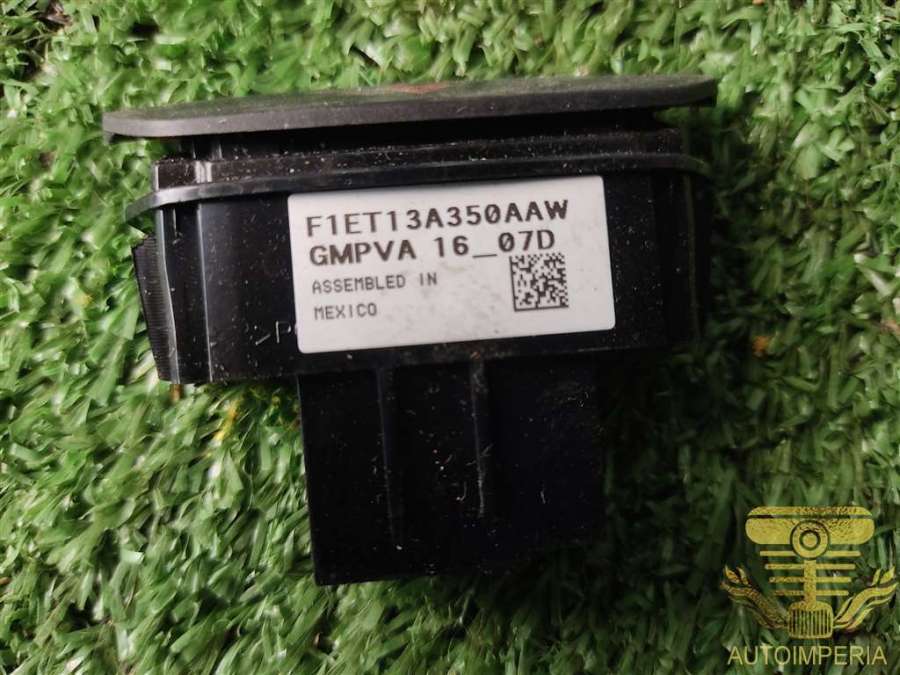 F1ET13A350AAW
GMPVA 16_07D
ASSEMBLED IN
MEXICO
AUTOIMPERIA